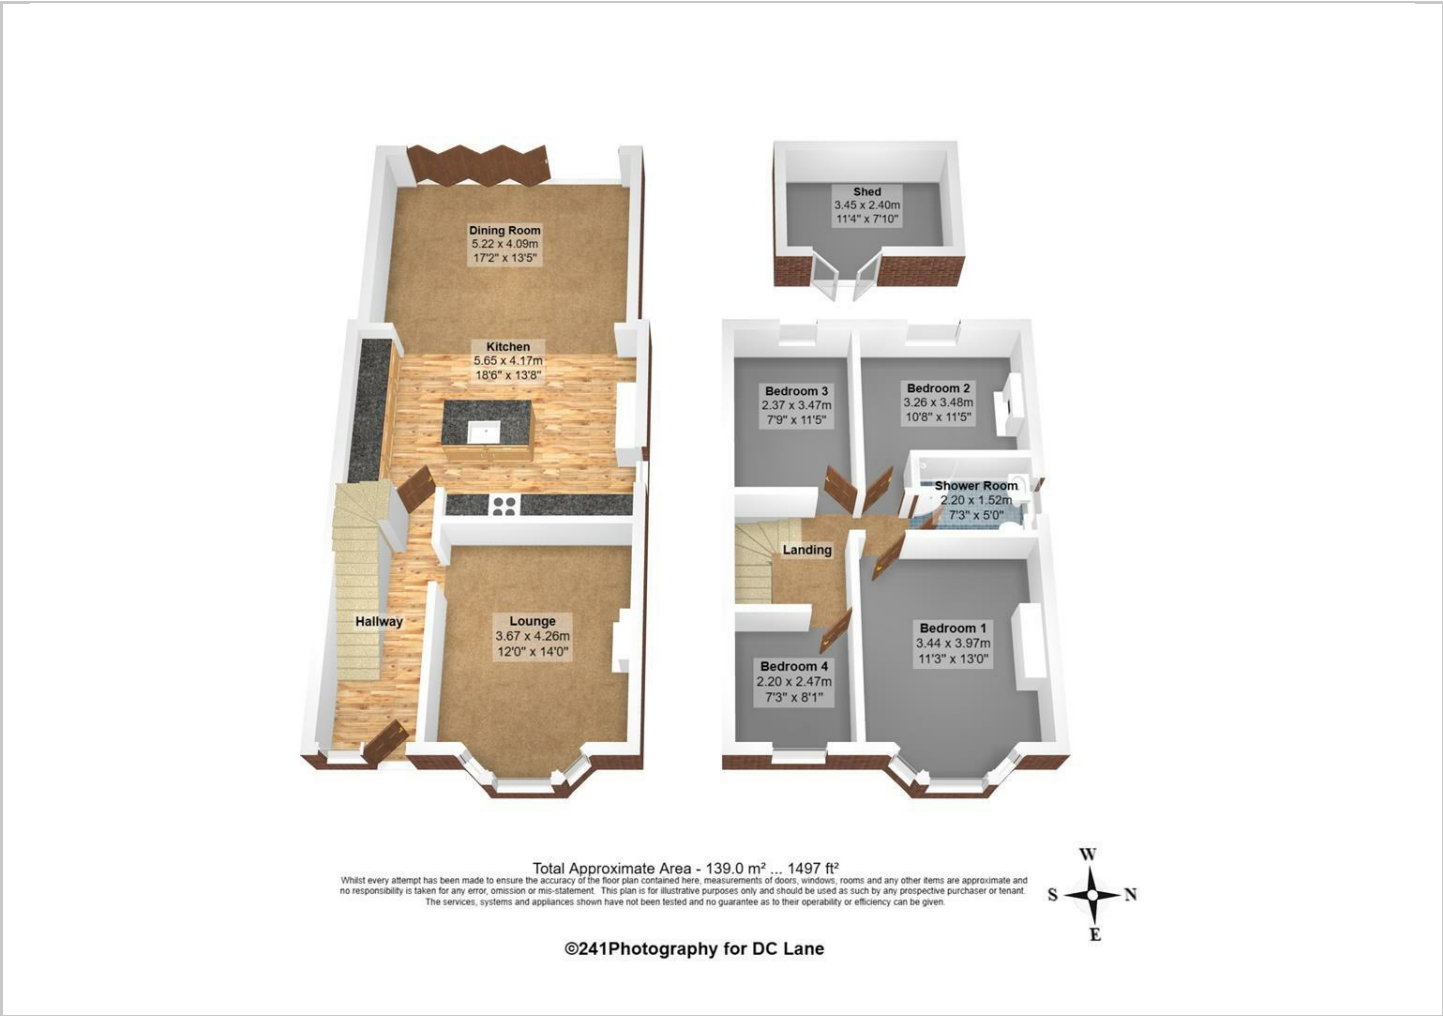 Dining Room
5.22 x 4.09m
17'2" x 13'5"
Kitchen
5.65 x 4.17m
18'6" x 13'8"
Hallway
Lounge
3.67 x 4.26m
12'0" x 14'0"
Shed
3.45 x 2.40m
11'4" x 7'10"
Bedroom 3
2.37 x 3.47m
7'9" x 11'5"
Bedroom 2
3.26 x 3.48m
10'8" x 11'5"
Shower Room
2.20 x 1.52m
7'3" x 5'0"
Landing
Bedroom 1
3.44 x 3.97m
11'3" x 13'0"
Bedroom 4
2.20 x 2.47m
7'3" x 8'1"
Total Approximate Area - 139.0 m² ... 1497 ft²
Whilst every attempt has been made to ensure the accuracy of the floor plan contained here, measurements of doors, windows, rooms and any other items are approximate and
no responsibility is taken for any error, omission or mis-statement. This plan is for illustrative purposes only and should be used as such by any prospective purchaser or tenant.
The services, systems and appliances shown have not been tested and no guarantee as to their operability or efficiency can be given.
©241Photography for DC Lane
W
S N
E